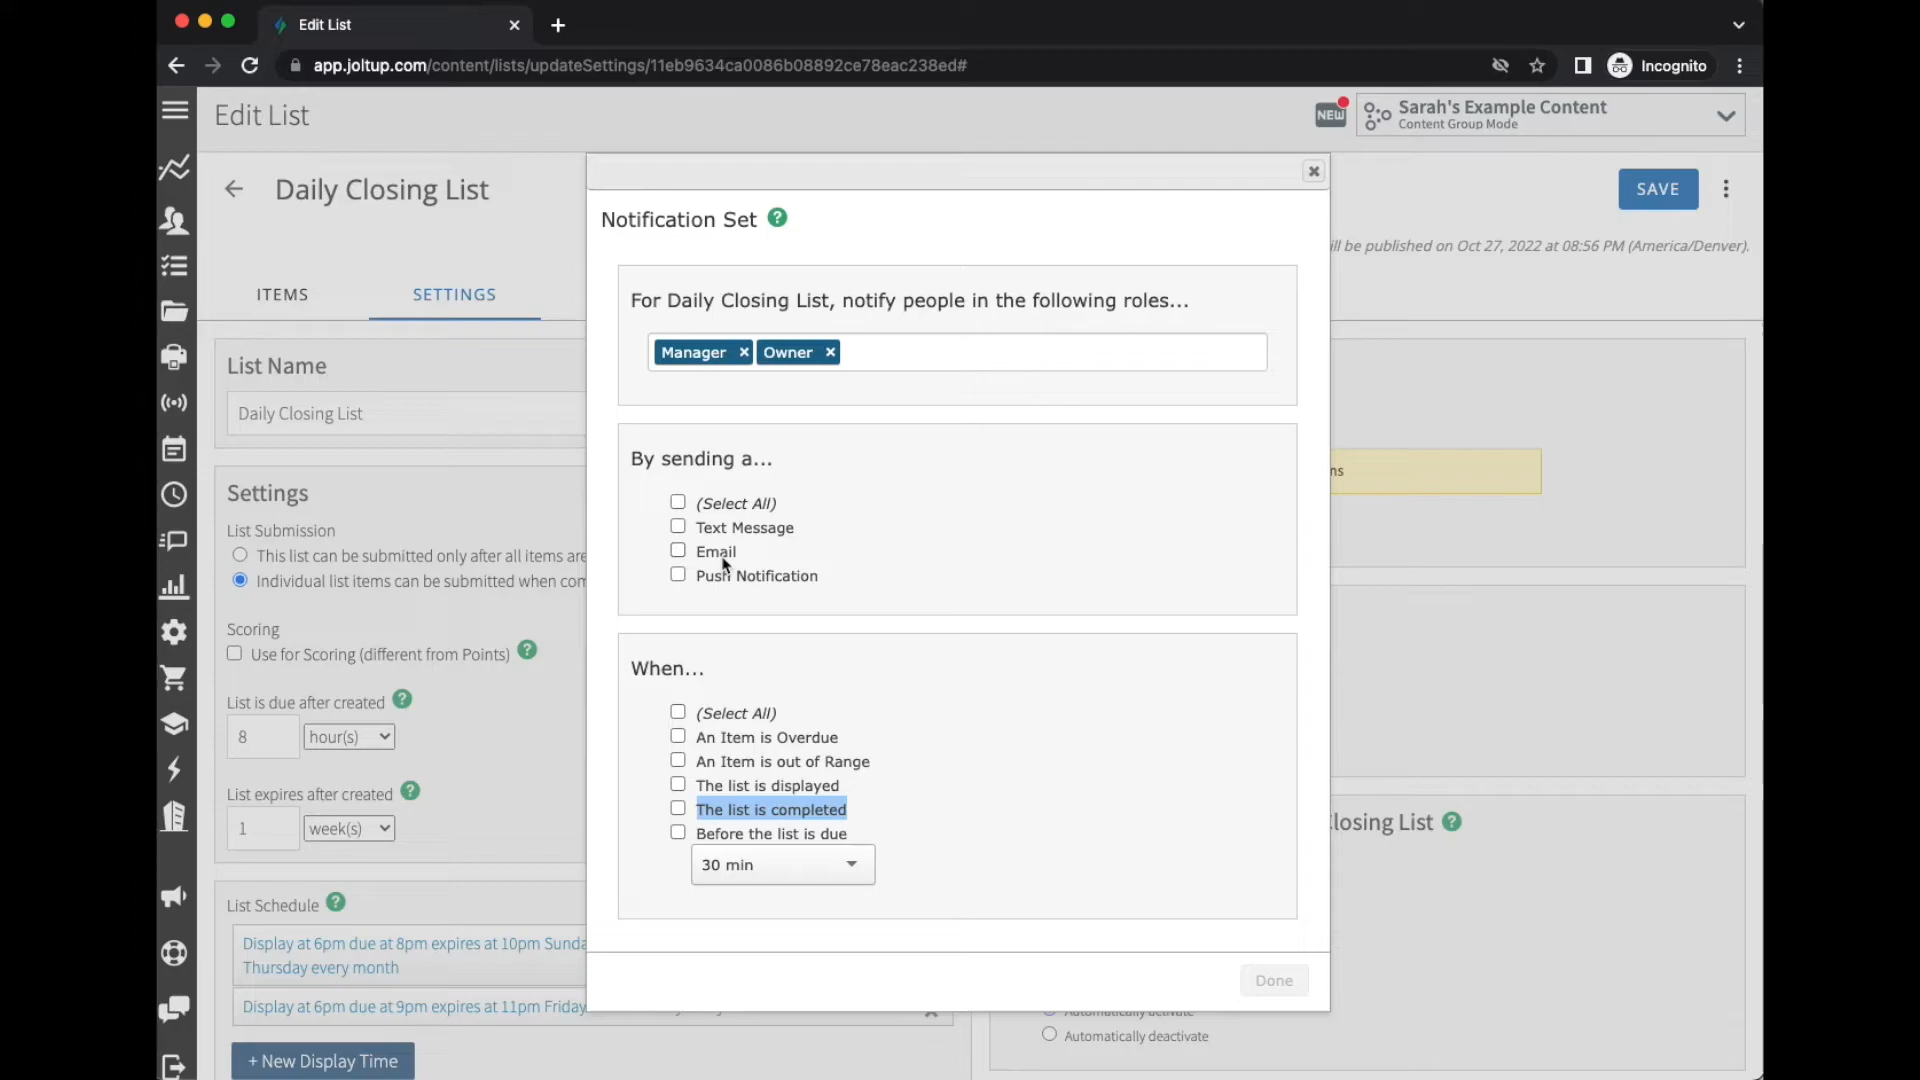 Edit List
app.joltup.com/content/lists/updateSettings/11eb9634ca0086b08892ce78eac238ed#
Incognito
Edit List
NEW
Sarah's Example Content
Content Group Mode
Daily Closing List
SAVE
ill be published on Oct 27, 2022 at 08:56 PM (America/Denver).
ITEMS
SETTINGS
List Name
Daily Closing List
Settings
List Submission
This list can be submitted only after all items are
Individual list items can be submitted when com
Scoring
Use for Scoring (different from Points) ?
List is due after created ?
8 hour(s)
List expires after created ?
1 week(s)
List Schedule ?
Display at 6pm due at 8pm expires at 10pm Sunda
Thursday every month
Display at 6pm due at 9pm expires at 11pm Friday
+ New Display Time
Notification Set ?
For Daily Closing List, notify people in the following roles...
Manager × Owner ×
By sending a...
(Select All)
Text Message
Email
Push Notification
When...
(Select All)
An Item is Overdue
An Item is out of Range
The list is displayed
The list is completed
Before the list is due
30 min
Done
ns
losing List ?
Automatically activate
Automatically deactivate